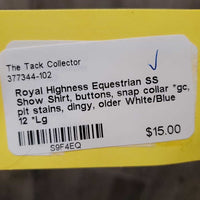 The Tack Collector
377344-102
Royal Highness Equestrian SS
Show Shirt, buttons, snap collar *gc,
pit stains, dingy, older White/Blue
12 *Lg
$15.00
S9F4EQ